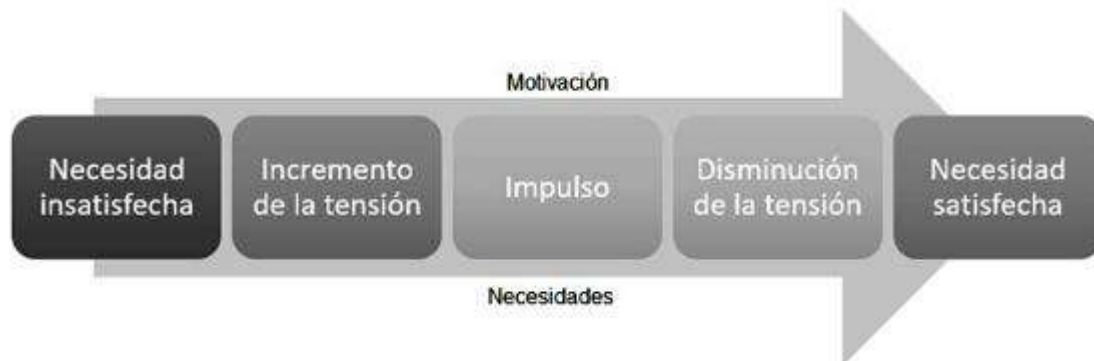 Motivación
Necesidad
insatisfecha
Incremento
de la tensión
Impulso
Disminución
de la tensión
Necesidad
satisfecha
Necesidades